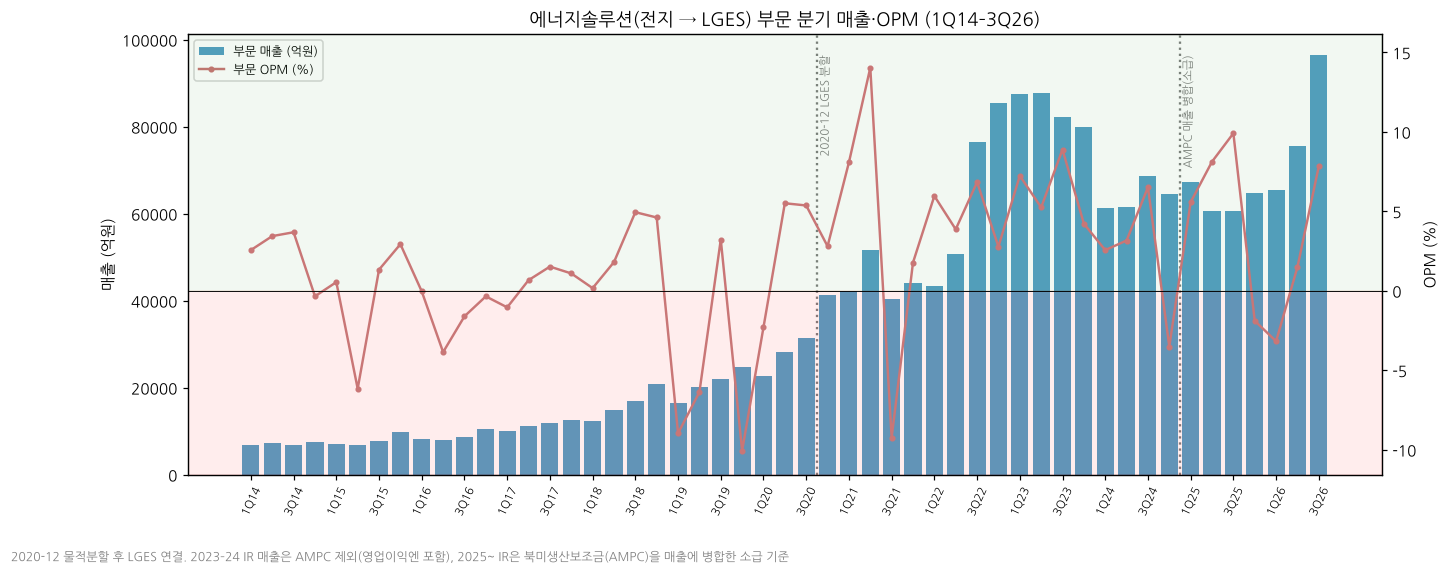 에너지솔루션(전지 → LGES) 부문 분기 매출·OPM (1Q14–3Q26)
부문 매출 (억원)
부문 OPM (%)
2020-12 LGES 분할
AMPC 매출 병합(소급)
100000
80000
60000
40000
20000
0
매출 (억원)
15
10
5
0
-5
-10
OPM (%)
1Q14
3Q14
1Q15
3Q15
1Q16
3Q16
1Q17
3Q17
1Q18
3Q18
1Q19
3Q19
1Q20
3Q20
1Q21
3Q21
1Q22
3Q22
1Q23
3Q23
1Q24
3Q24
1Q25
3Q25
1Q26
3Q26
2020-12 물적분할 후 LGES 연결. 2023-24 IR 매출은 AMPC 제외(영업이익엔 포함), 2025~ IR은 북미생산보조금(AMPC)을 매출에 병합한 소급 기준